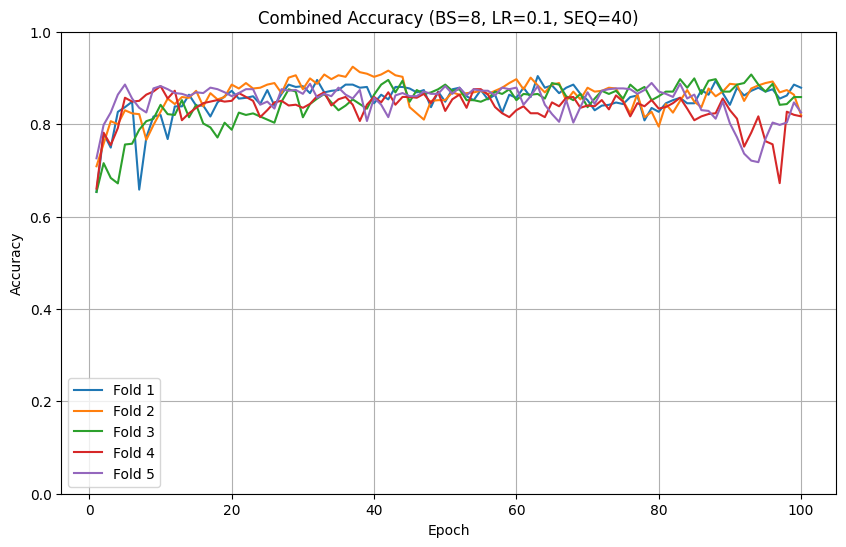 Combined Accuracy (BS=8, LR=0.1, SEQ=40)
1.0
0.8
0.6
0.4
0.2
0.0
Accuracy
Fold 1
Fold 2
Fold 3
Fold 4
Fold 5
0 20 40 60 80 100
Epoch